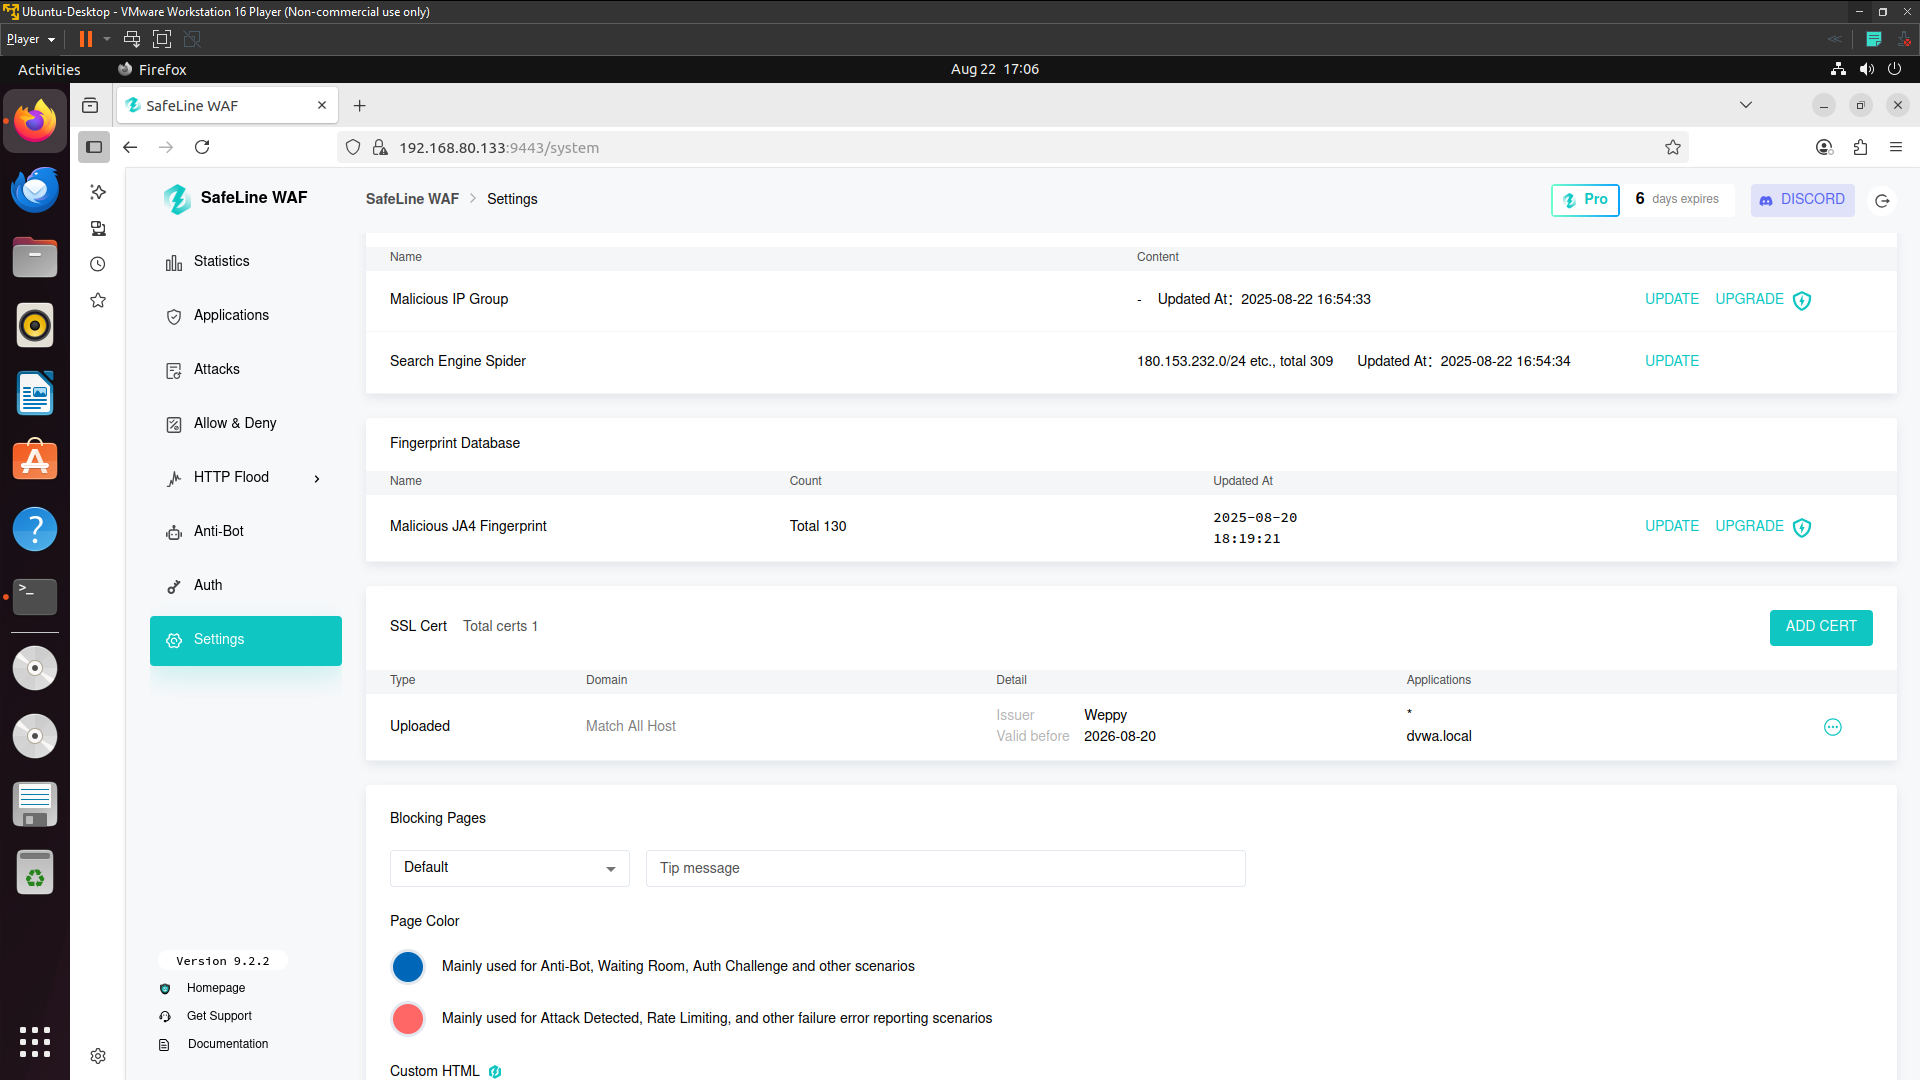 Ubuntu-Desktop - VMware Workstation 16 Player (Non-commercial use only)
Player
Activities
Firefox
Aug 22 17:06
SafeLine WAF
192.168.80.133:9443/system
SafeLine WAF
SafeLine WAF > Settings
Pro
6 days expires
DISCORD
Statistics
Applications
Attacks
Allow & Deny
HTTP Flood
Anti-Bot
Auth
Settings
Version 9.2.2
Homepage
Get Support
Documentation
Name Content
Malicious IP Group - Updated At：2025-08-22 16:54:33 UPDATE UPGRADE
Search Engine Spider 180.153.232.0/24 etc., total 309 Updated At：2025-08-22 16:54:34 UPDATE
Fingerprint Database
Name Count Updated At
Malicious JA4 Fingerprint Total 130 2025-08-20 18:19:21 UPDATE UPGRADE
SSL Cert Total certs 1 ADD CERT
Type Domain Detail Applications
Uploaded Match All Host Issuer Weppy *
Valid before 2026-08-20 dvwa.local
Blocking Pages
Default Tip message
Page Color
Mainly used for Anti-Bot, Waiting Room, Auth Challenge and other scenarios
Mainly used for Attack Detected, Rate Limiting, and other failure error reporting scenarios
Custom HTML